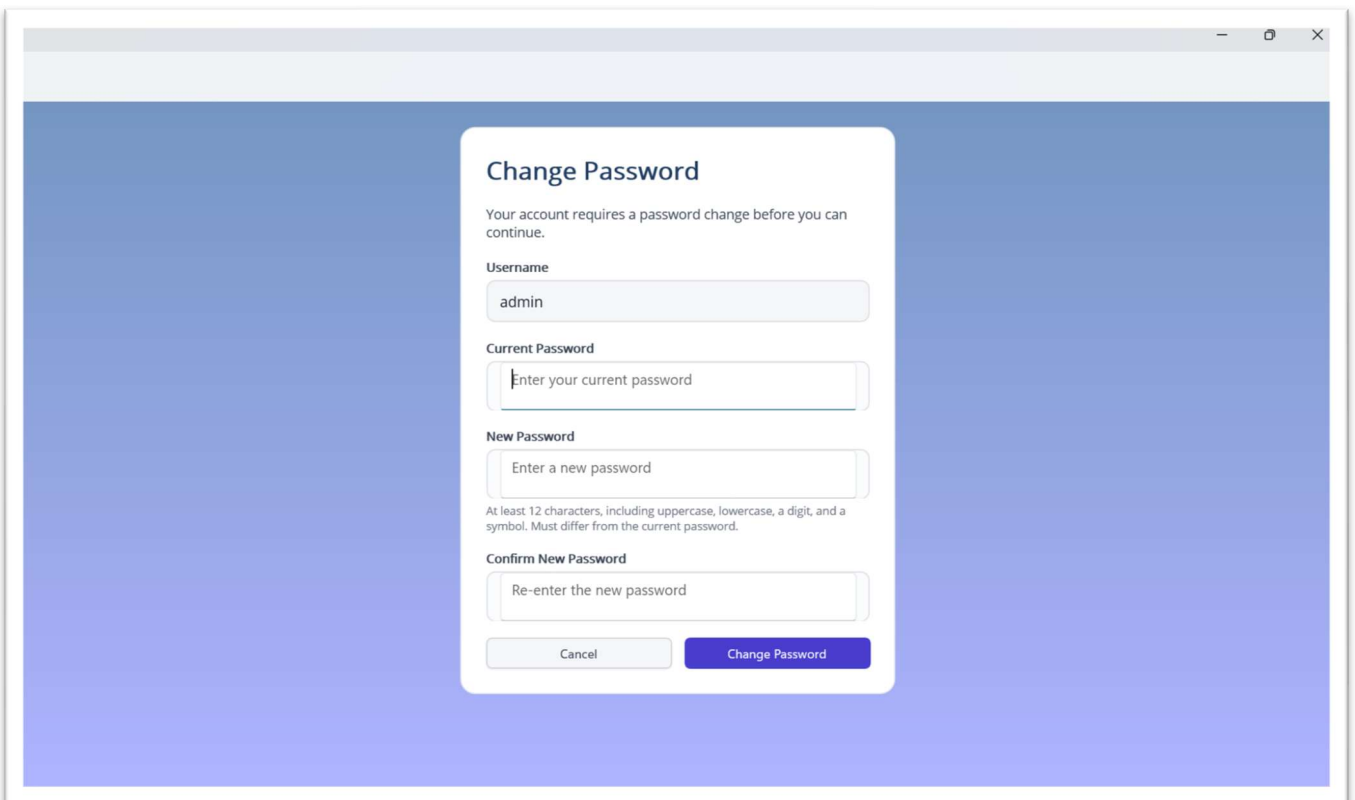 Change Password
Your account requires a password change before you can
continue.
Username
admin
Current Password
Enter your current password
New Password
Enter a new password
At least 12 characters, including uppercase, lowercase, a digit, and a
symbol. Must differ from the current password.
Confirm New Password
Re-enter the new password
Cancel
Change Password